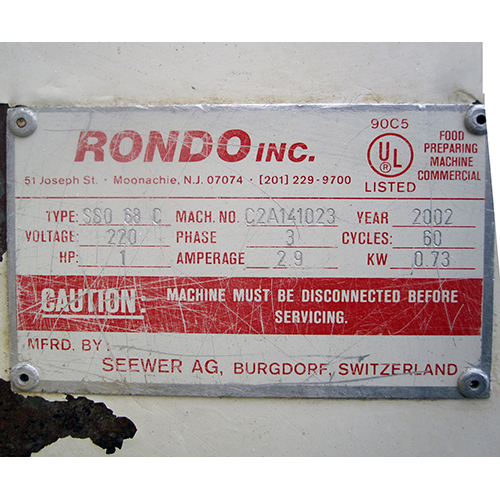 RONDO INC.
51 Joseph St. · Moonachie, N.J. 07074 · [201] 229-9700
90C5
UL
LISTED
FOOD
PREPARING
MACHINE
COMMERCIAL
TYPE: SSO 68 C MACH. NO. C2A141023 YEAR 2002
VOLTAGE: 220 PHASE 3 CYCLES: 60
HP: 1 AMPERAGE 2.9 KW 0.73
CAUTION: MACHINE MUST BE DISCONNECTED BEFORE
SERVICING.
MFRD. BY:
SEEWER AG, BURGDORF, SWITZERLAND